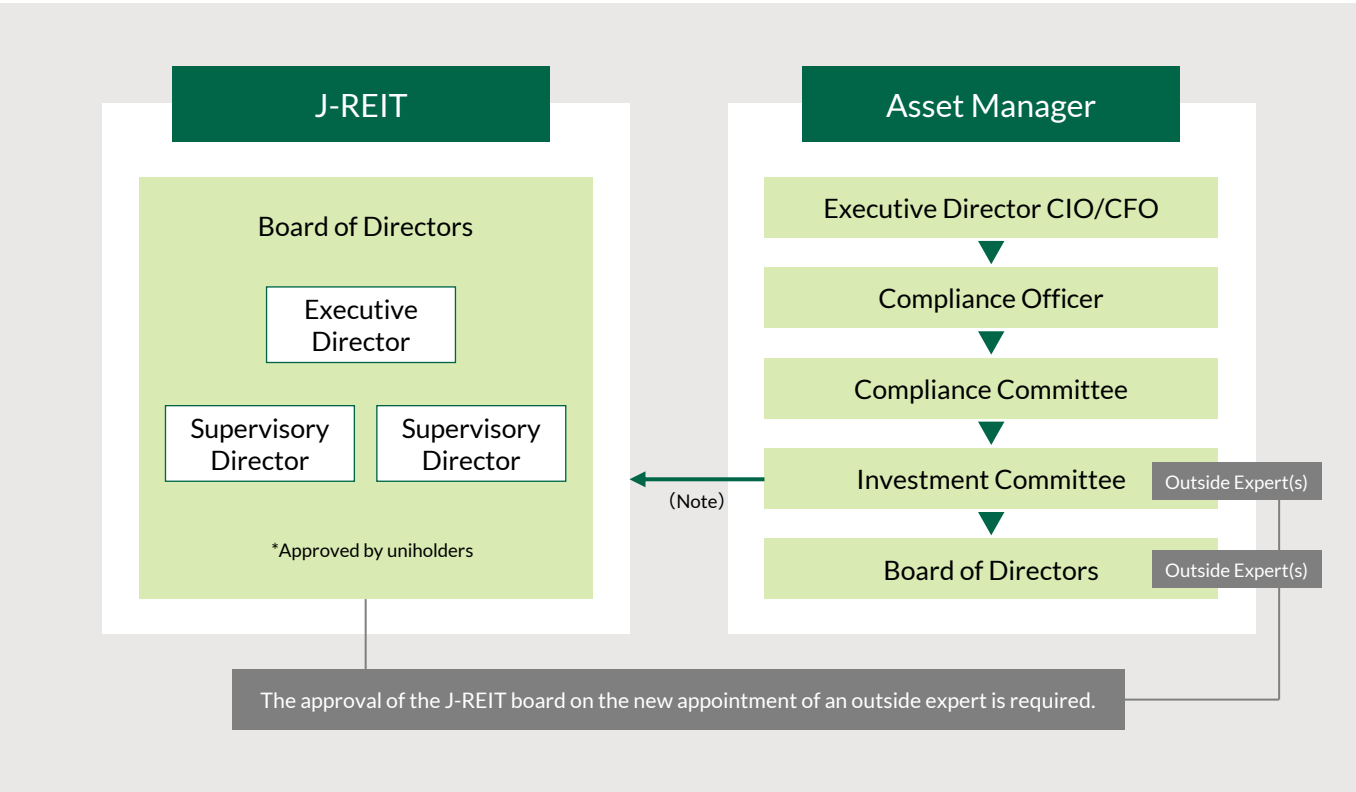 J-REIT
Board of Directors
Executive
Director
Supervisory
Director
Supervisory
Director
*Approved by uniholders
Asset Manager
Executive Director CIO/CFO
Compliance Officer
Compliance Committee
Investment Committee
Outside Expert(s)
(Note)
Board of Directors
Outside Expert(s)
The approval of the J-REIT board on the new appointment of an outside expert is required.